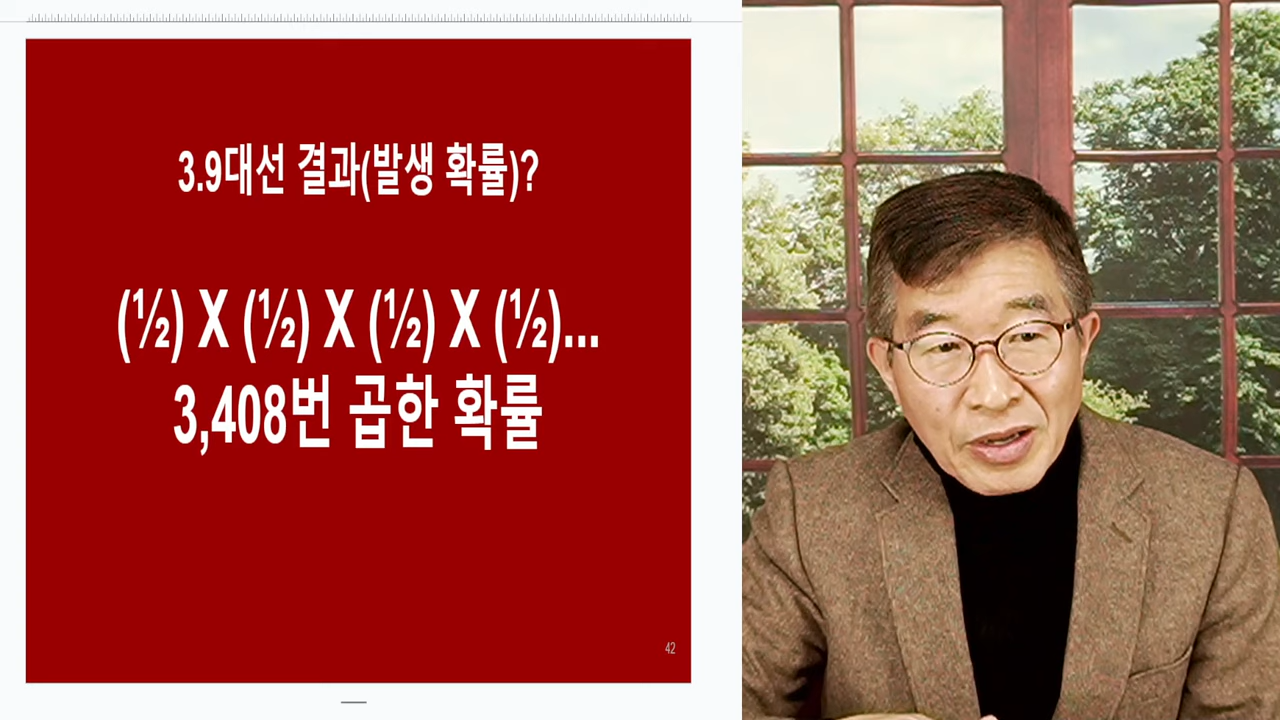 3.9대선 결과(발생 확률)?
(½) X (½) X (½) X (½)...
3,408번 곱한 확률
42